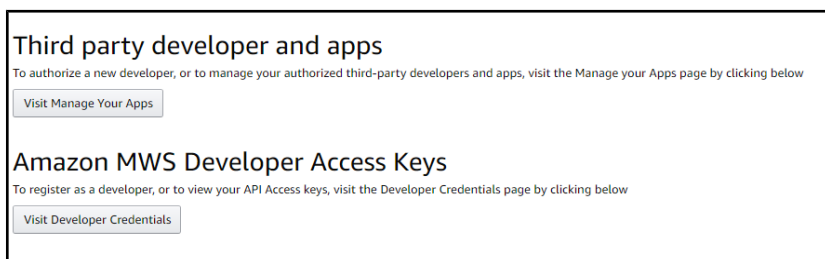 Third party developer and apps
To authorize a new developer, or to manage your authorized third-party developers and apps, visit the Manage your Apps page by clicking below
Visit Manage Your Apps
Amazon MWS Developer Access Keys
To register as a developer, or to view your API Access keys, visit the Developer Credentials page by clicking below
Visit Developer Credentials